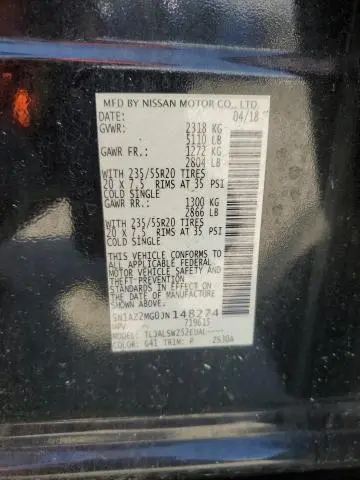 MFD BY NISSAN MOTOR CO., LTD.
DATE: 04/18
GVWR: 2318 KG
5110 LB
GAWR FR.: 1272 KG
2804 LB
WITH 235/55R20 TIRES
20 X 7.5 RIMS AT 35 PSI
COLD SINGLE
GAWR RR.: 1300 KG
2866 LB
WITH 235/55R20 TIRES
20 X 7.5 RIMS AT 35 PSI
COLD SINGLE
THIS VEHICLE CONFORMS TO
ALL APPLICABLE FEDERAL
MOTOR VEHICLE SAFETY AND
THEFT-PREVENTION
STANDARDS IN EFFECT ON
THE DATE OF MANUFACTURE
SHOWN ABOVE.
5N1AZ2MG0JN148274
MPV 719615
MODEL:
COLOR: G41 TRIM: P